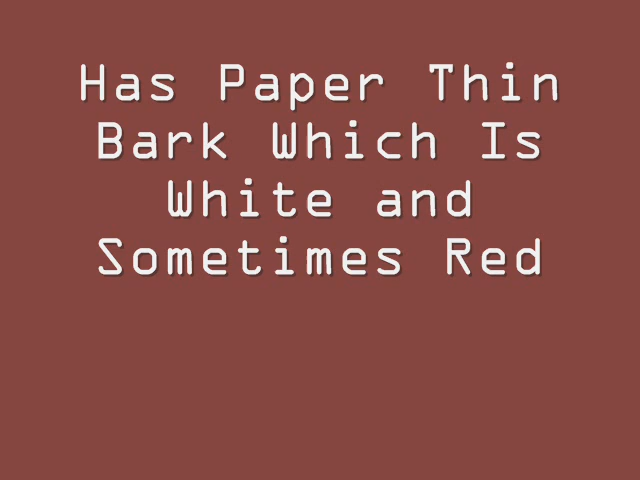 Has Paper Thin
Bark Which Is
White and
Sometimes Red